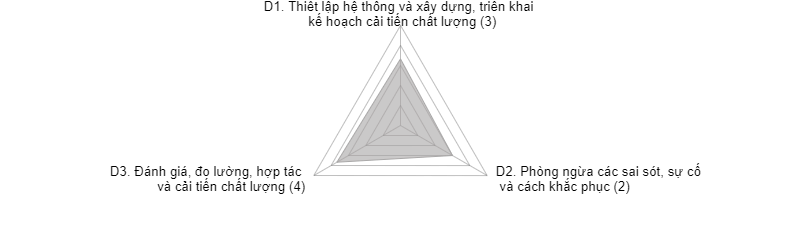 D1. Thiết lập hệ thống và xây dựng, triển khai
kế hoạch cải tiến chất lượng (3)
D3. Đánh giá, đo lường, hợp tác
và cải tiến chất lượng (4)
D2. Phòng ngừa các sai sót, sự cố
và cách khắc phục (2)